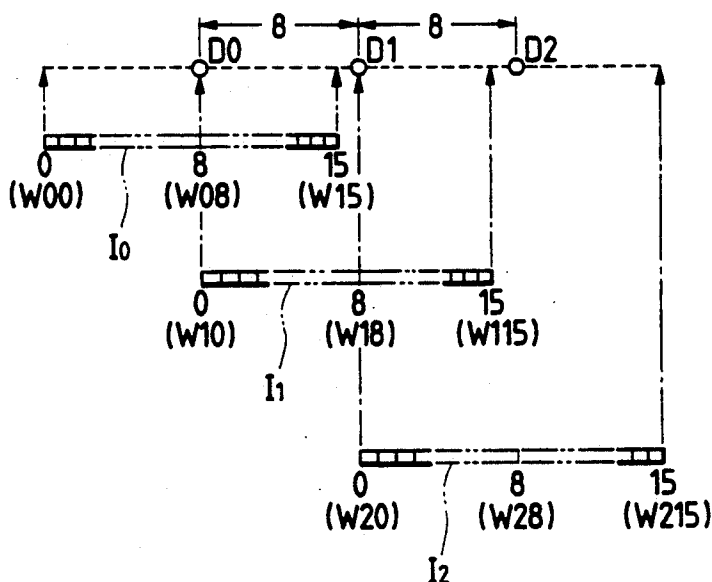 8 8
D0 D1 D2
0 8 15
(W00) (W08) (W15)
I0
0 8 15
(W10) (W18) (W115)
I1
0 8 15
(W20) (W28) (W215)
I2